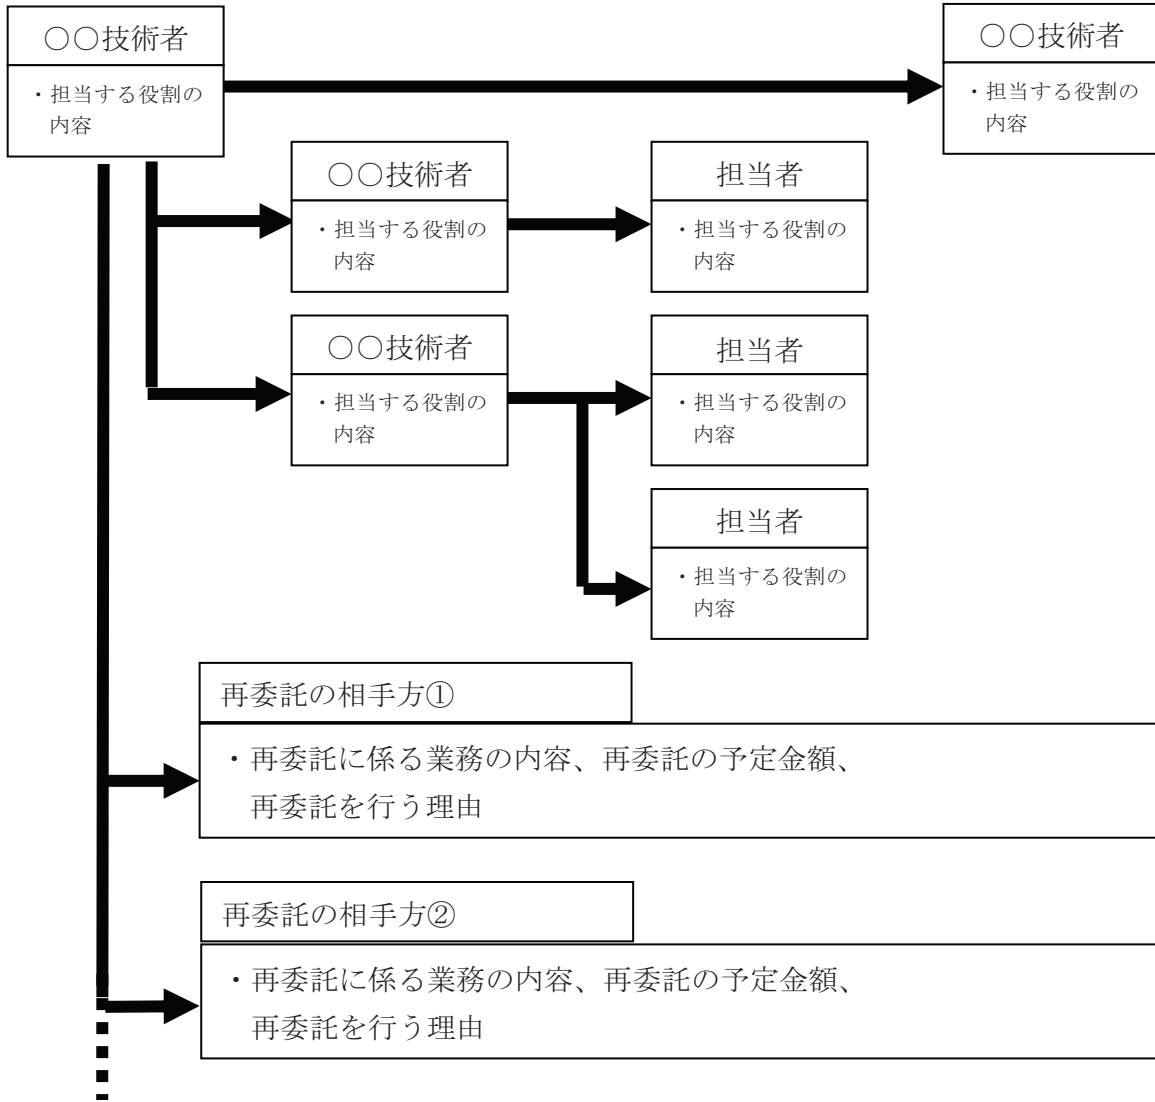 ○○技術者
・担当する役割の
内容
○○技術者
・担当する役割の
内容
○○技術者
・担当する役割の
内容
担当者
・担当する役割の
内容
○○技術者
・担当する役割の
内容
担当者
・担当する役割の
内容
担当者
・担当する役割の
内容
再委託の相手方①
・再委託に係る業務の内容、再委託の予定金額、
再委託を行う理由
再委託の相手方②
・再委託に係る業務の内容、再委託の予定金額、
再委託を行う理由